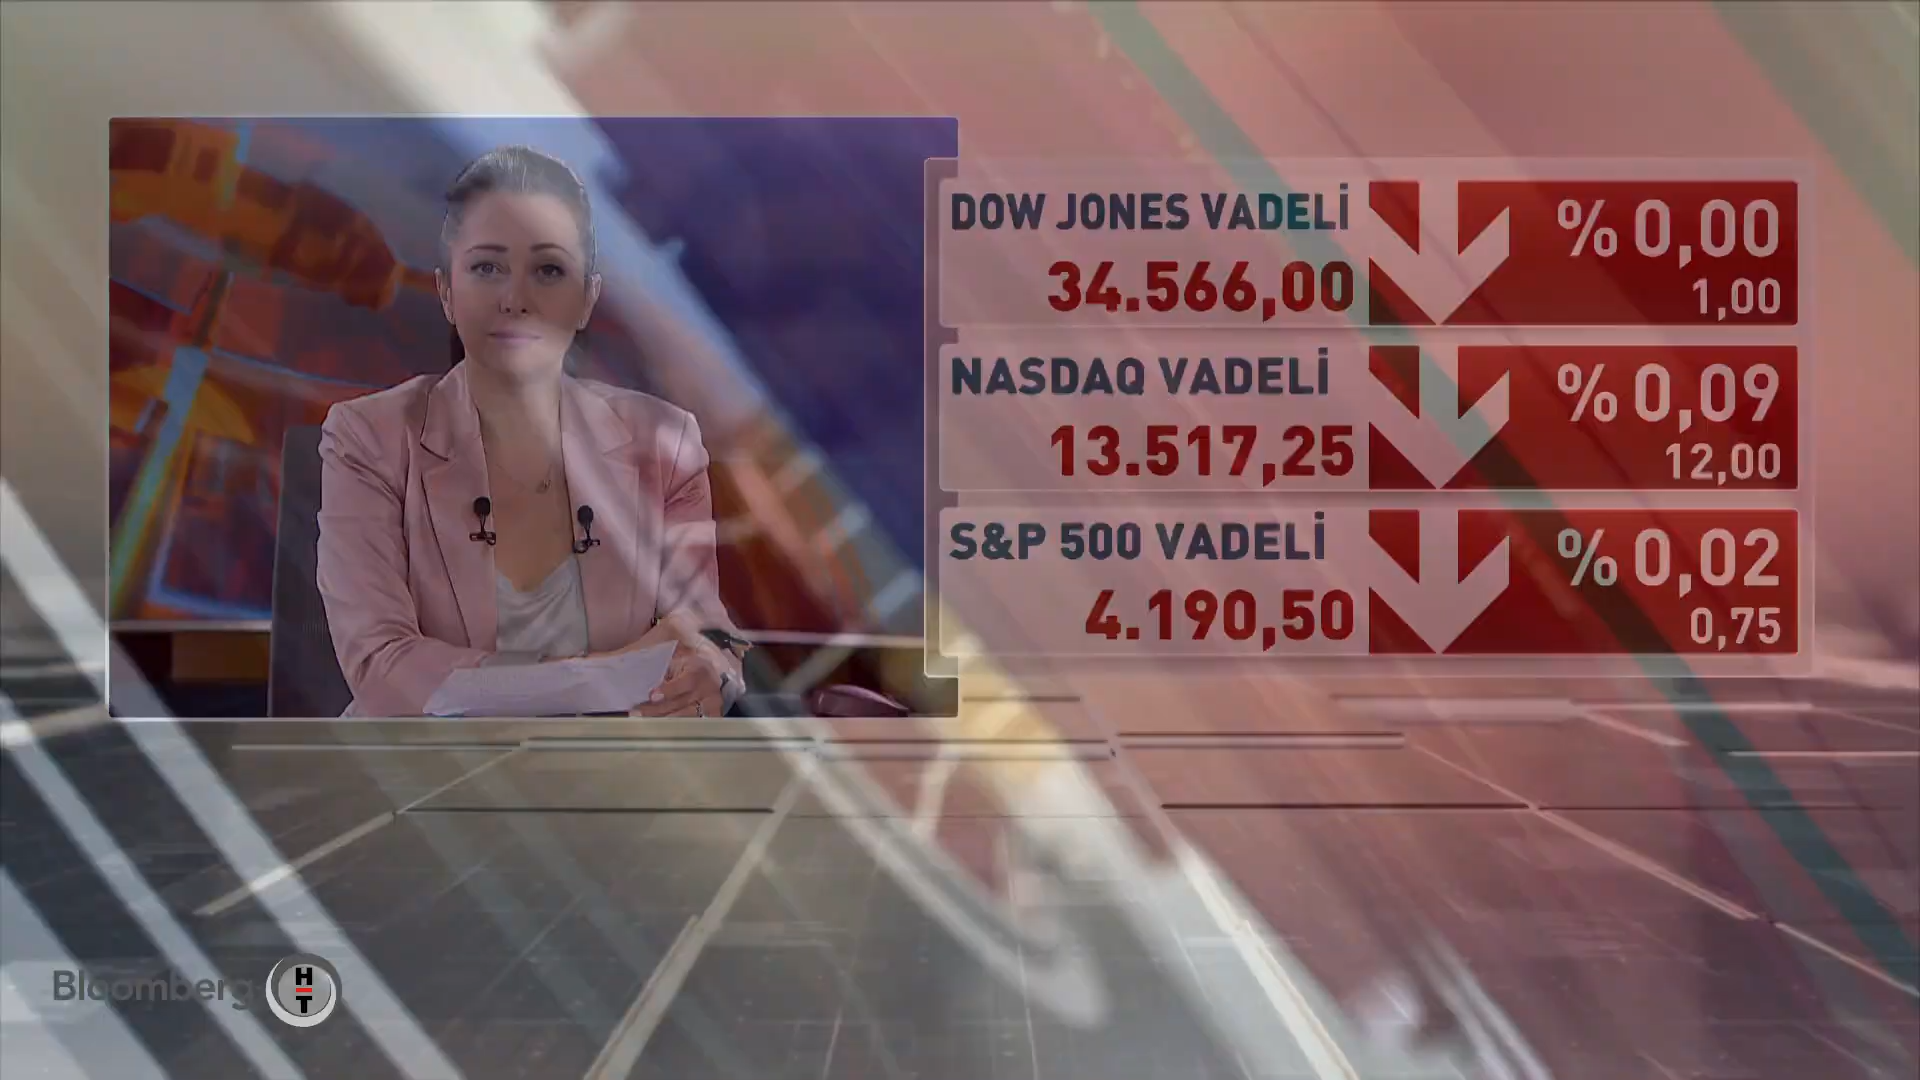 DOW JONES VADELİ
34.566,00
% 0,00
1,00
NASDAQ VADELİ
13.517,25
% 0,09
12,00
S&P 500 VADELİ
4.190,50
% 0,02
0,75
Bloomberg HT